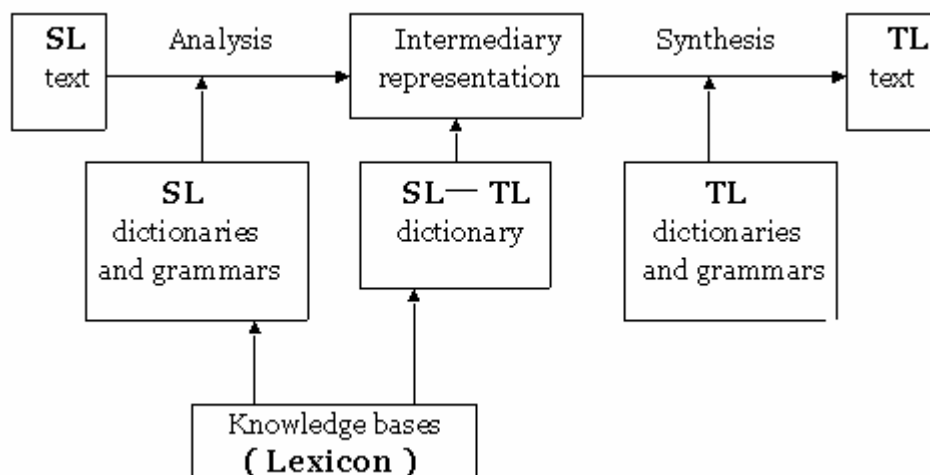 SL
text
Analysis
Intermediary
representation
Synthesis
TL
text
SL
dictionaries
and grammars
SL — TL
dictionary
TL
dictionaries
and grammars
Knowledge bases
( Lexicon )